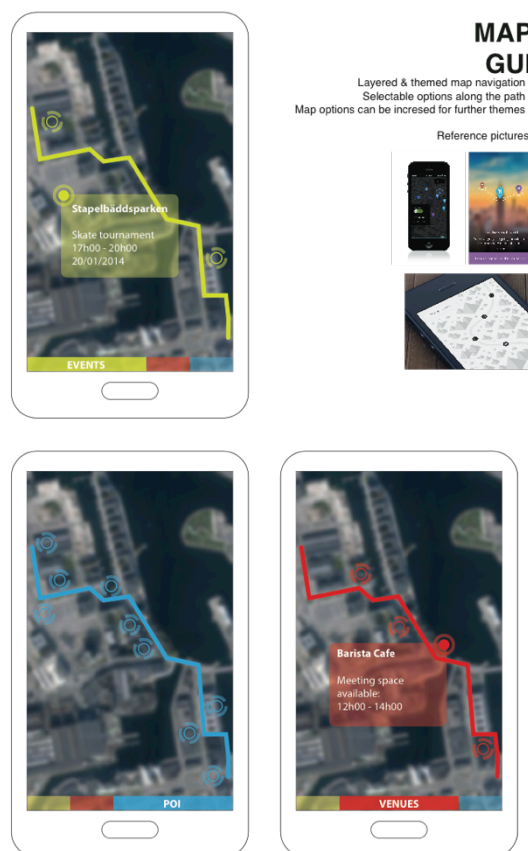 MAP
GUI
Layered & themed map navigation
Selectable options along the path
Map options can be incresed for further themes
Reference pictures
Stapelbäddsparken
Skate tournament
17h00 - 20h00
20/01/2014
EVENTS
POI
Barista Cafe
Meeting space
available:
12h00 - 14h00
VENUES